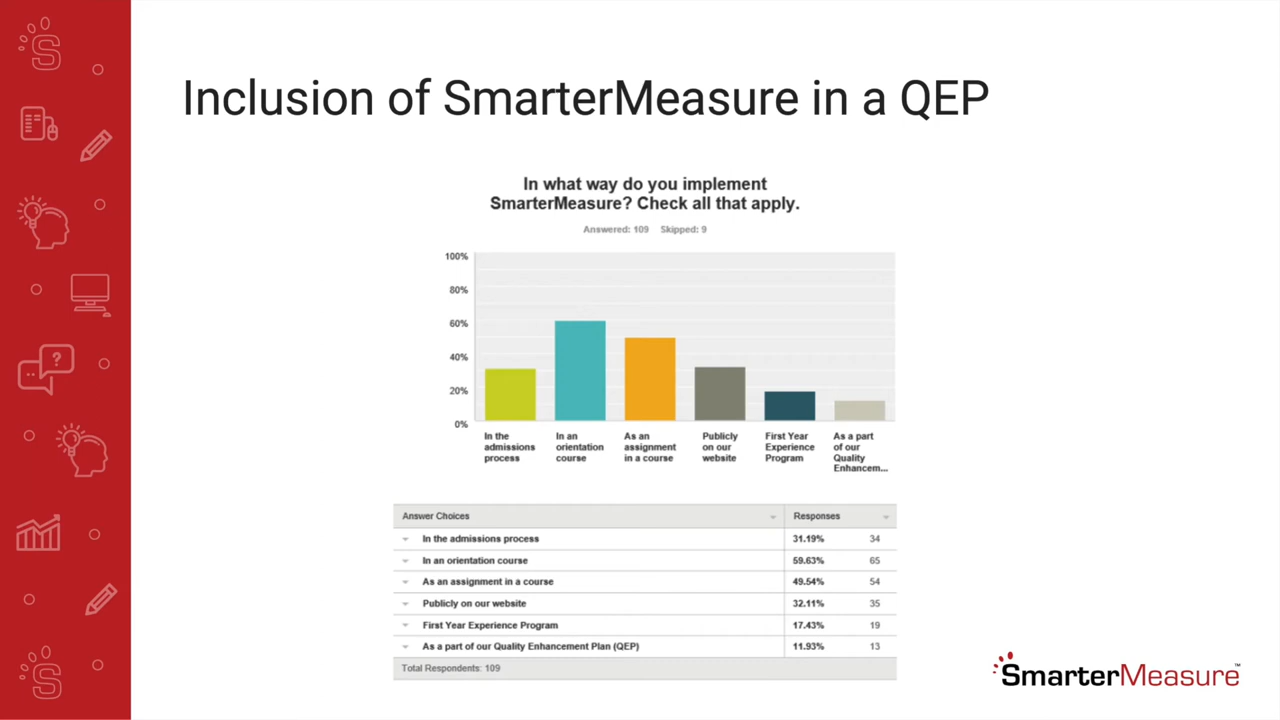 Inclusion of SmarterMeasure in a QEP
In what way do you implement
SmarterMeasure? Check all that apply.
Answered: 109 Skipped: 9
100%
80%
60%
40%
20%
0%
In the
admissions
process
In an
orientation
course
As an
assignment
in a course
Publicly
on our
website
First Year
Experience
Program
As a part
of our
Quality
Enhancem...
Answer Choices Responses
In the admissions process 31.19% 34
In an orientation course 59.63% 65
As an assignment in a course 49.54% 54
Publicly on our website 32.11% 35
First Year Experience Program 17.43% 19
As a part of our Quality Enhancement Plan (QEP) 11.93% 13
Total Respondents: 109
SmarterMeasure™